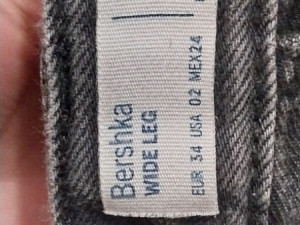 Bershka
WIDE LEG
EUR 34 USA 02 MEX24